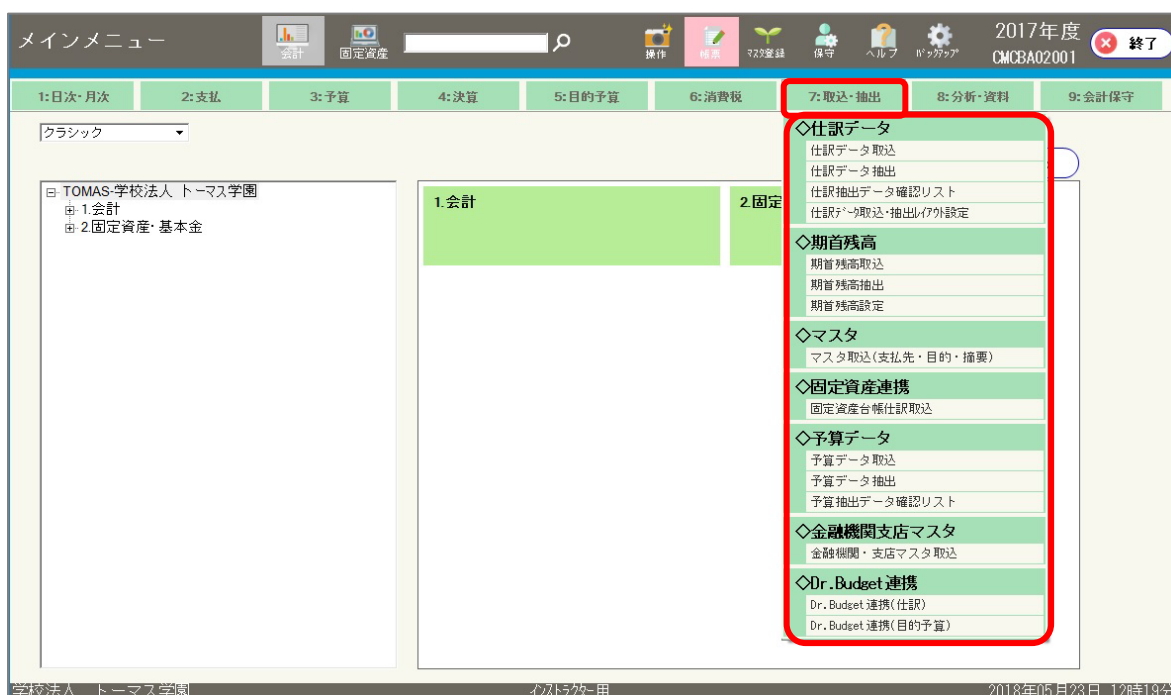 メインメニュー
会計
固定資産
操作
帳票
ﾏｽﾀ登録
保守
ヘルプ
ﾊﾞｯｸｱｯﾌﾟ
2017年度
CMCBA02001
終了
1:日次･月次
2:支払
3:予算
4:決算
5:目的予算
6:消費税
7:取込･抽出
8:分析･資料
9:会計保守
クラシック
TOMAS-学校法人 トーマス学園
1.会計
2.固定資産･基本金
1.会計
2.固定
◇仕訳データ
仕訳データ取込
仕訳データ抽出
仕訳抽出データ確認リスト
仕訳ﾃﾞｰﾀ取込･抽出ﾚｲｱｳﾄ設定
◇期首残高
期首残高取込
期首残高抽出
期首残高設定
◇マスタ
マスタ取込(支払先・目的・摘要)
◇固定資産連携
固定資産台帳仕訳取込
◇予算データ
予算データ取込
予算データ抽出
予算抽出データ確認リスト
◇金融機関支店マスタ
金融機関・支店マスタ取込
◇Dr.Budget連携
Dr.Budget連携(仕訳)
Dr.Budget連携(目的予算)
学校法人 トーマス学園
ｲﾝｽﾄﾗｸﾀｰ用
2018年05月23日 12時19分